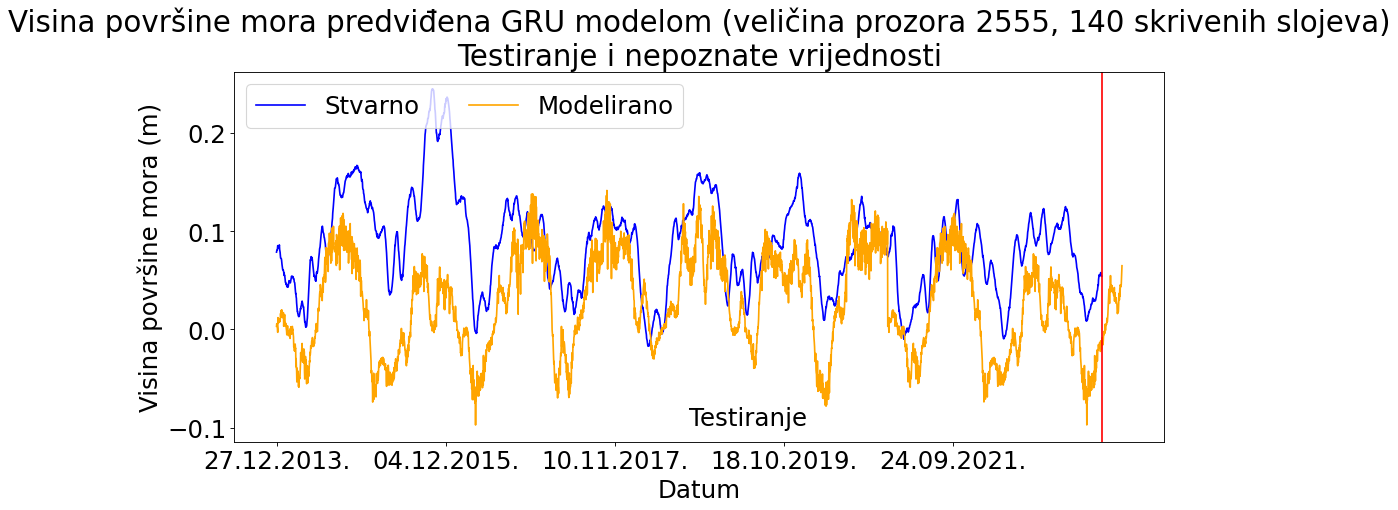 Visina površine mora predviđena GRU modelom (veličina prozora 2555, 140 skrivenih slojeva)
Testiranje i nepoznate vrijednosti
Stvarno
Modelirano
Visina površine mora (m)
0.2
0.1
0.0
−0.1
Testiranje
27.12.2013.
04.12.2015.
10.11.2017.
18.10.2019.
24.09.2021.
Datum